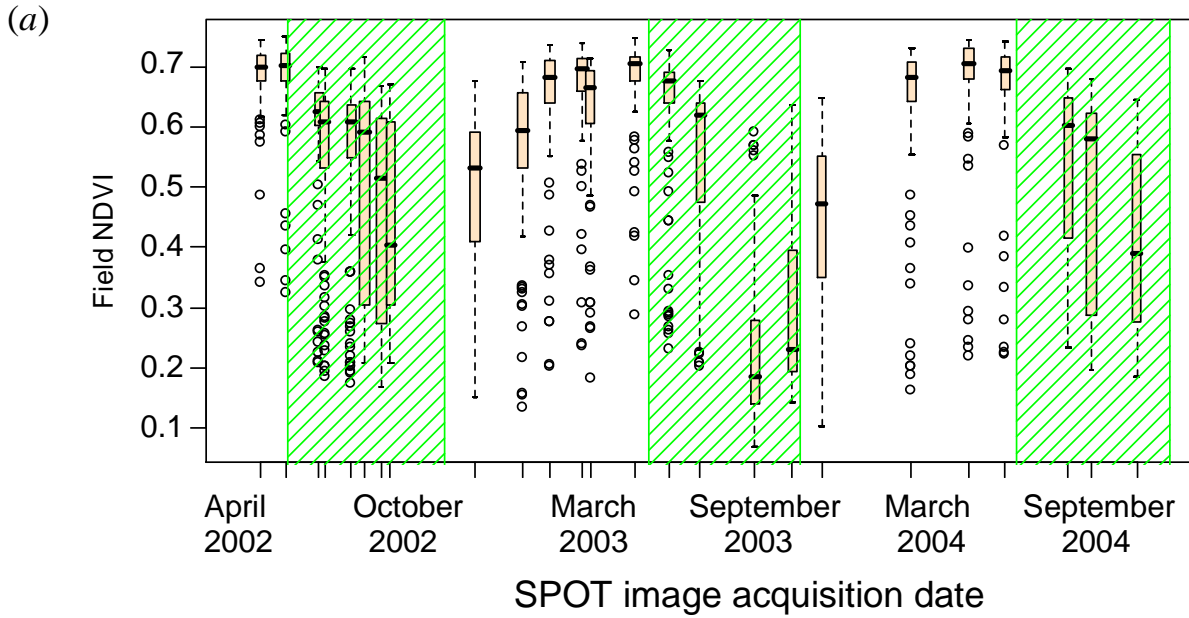 (a)
0.7
0.6
0.5
0.4
0.3
0.2
0.1
Field NDVI
April October March September March September
2002 2002 2003 2003 2004 2004
SPOT image acquisition date